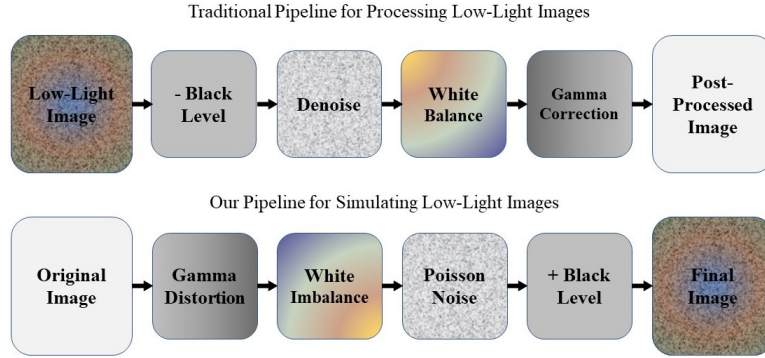 Traditional Pipeline for Processing Low-Light Images
Low-Light
Image
- Black
Level
Denoise
White
Balance
Gamma
Correction
Post-
Processed
Image
Our Pipeline for Simulating Low-Light Images
Original
Image
Gamma
Distortion
White
Imbalance
Poisson
Noise
+ Black
Level
Final
Image